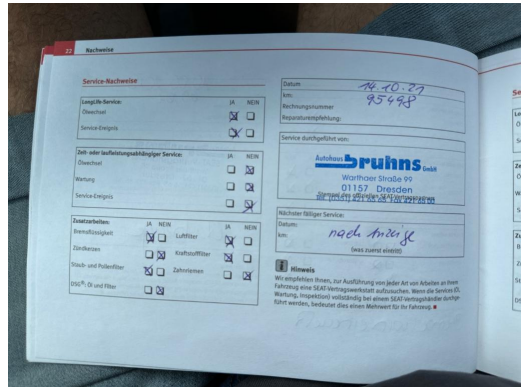 22 Nachweise
Service-Nachweise
LongLife-Service: JA NEIN
Ölwechsel
Service-Ereignis
Zeit- oder laufleistungsabhängiger Service: JA NEIN
Ölwechsel
Wartung
Service-Ereignis
Zusatzarbeiten: JA NEIN JA NEIN
Bremsflüssigkeit Luftfilter
Zündkerzen Kraftstofffilter
Staub- und Pollenfilter Zahnriemen
DSG®, Öl und Filter
Datum 14.10.21
km: 95498
Rechnungsnummer
Reparaturempfehlung:
Service durchgeführt von:
Autohaus bruhns GmbH
Warthaer Straße 99
01157 Dresden
Stempel des offiziellen SEAT-Vertragspartners
Nächster fälliger Service:
Datum:
km: nach Anzeige
(was zuerst eintritt)
i Hinweis
Wir empfehlen Ihnen, zur Ausführung von jeder Art von Arbeiten an Ihrem
Fahrzeug eine SEAT-Vertragswerkstatt aufzusuchen. Wenn die Services (Öl,
Wartung, Inspektion) vollständig bei einem SEAT-Vertragshändler durchge-
führt werden, bedeutet dies einen Mehrwert für Ihr Fahrzeug.